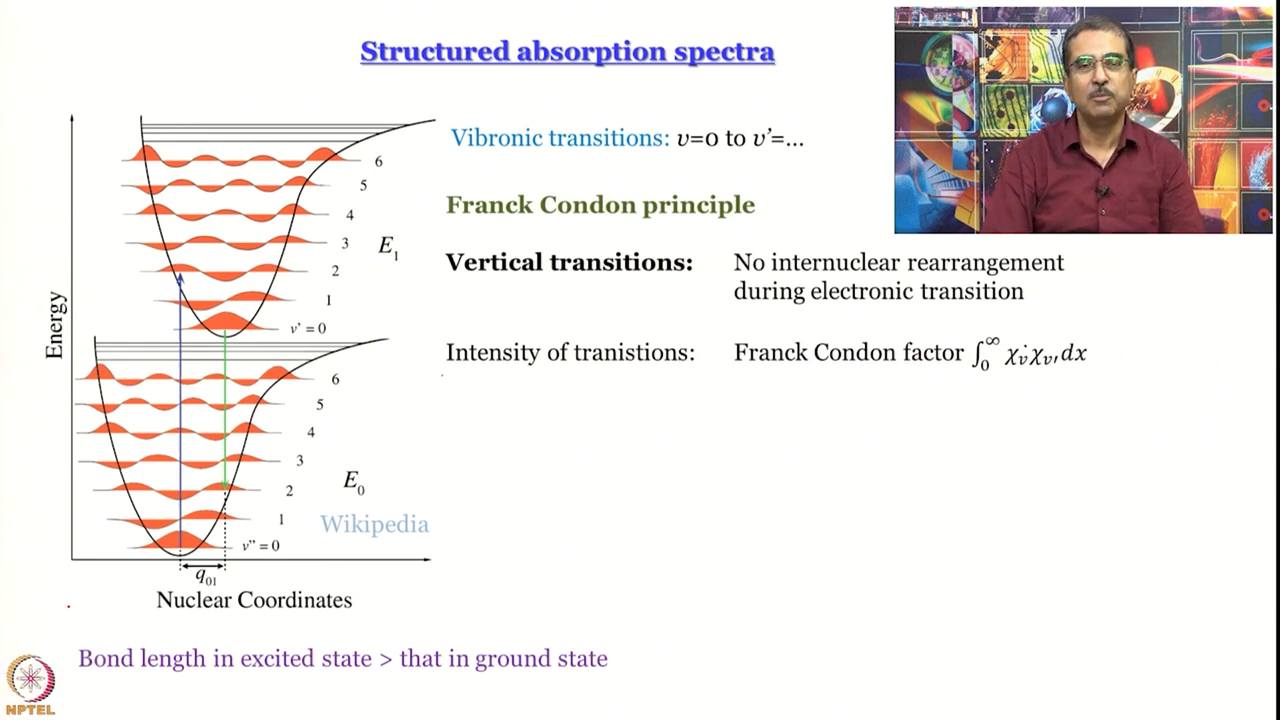 Structured absorption spectra
Vibronic transitions: υ=0 to υ’=...
Franck Condon principle
Vertical transitions: No internuclear rearrangement
during electronic transition
Intensity of tranistions: Franck Condon factor ∫₀^∞ χᵥ̇χᵥ′dx
Energy
6
5
4
3
E₁
2
1
v' = 0
6
5
4
3
E₀
2
1
Wikipedia
v" = 0
q₀₁
Nuclear Coordinates
Bond length in excited state > that in ground state
NPTEL